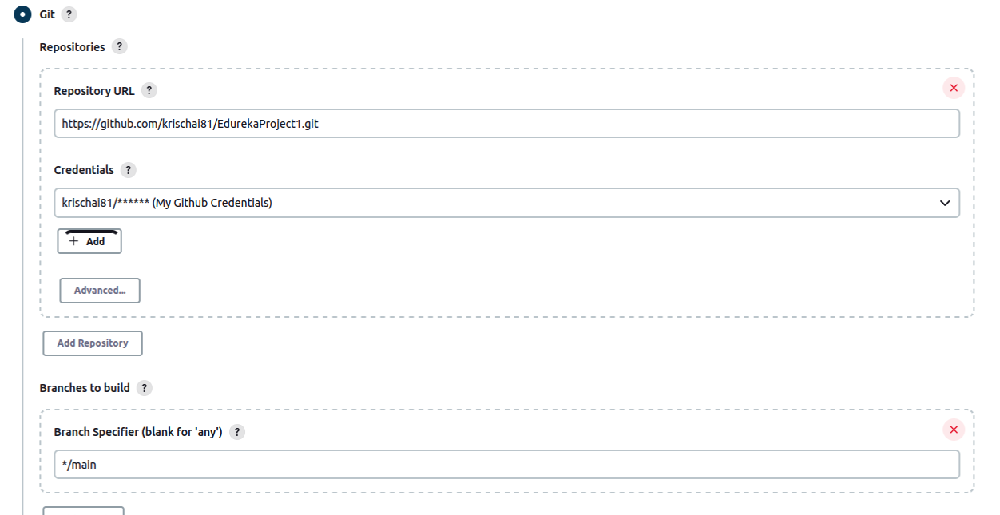 Git ?
Repositories ?
Repository URL ?
https://github.com/krischai81/EdurekaProject1.git
Credentials ?
krischai81/****** (My Github Credentials)
+ Add
Advanced...
Add Repository
Branches to build ?
Branch Specifier (blank for 'any') ?
*/main